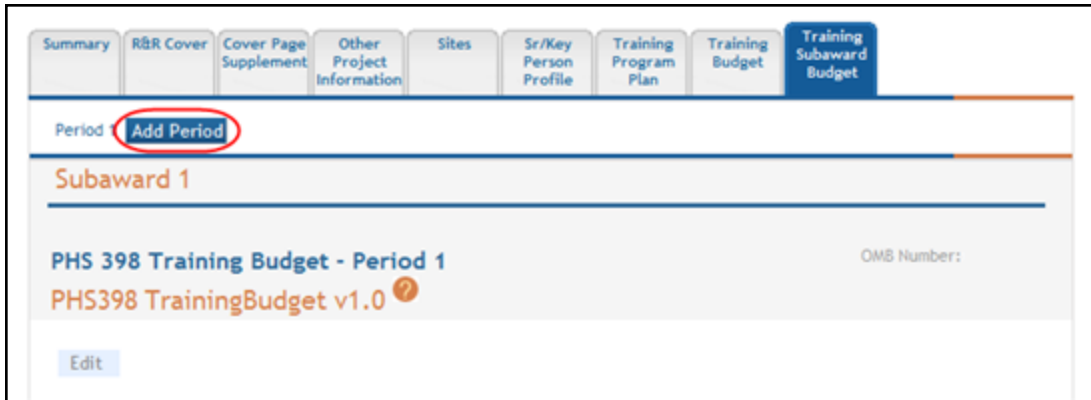 Summary
R&R Cover
Cover Page
Supplement
Other
Project
Information
Sites
Sr/Key
Person
Profile
Training
Program
Plan
Training
Budget
Training
Subaward
Budget
Period 1 Add Period
Subaward 1
PHS 398 Training Budget - Period 1
OMB Number:
PHS398 TrainingBudget v1.0 ?
Edit